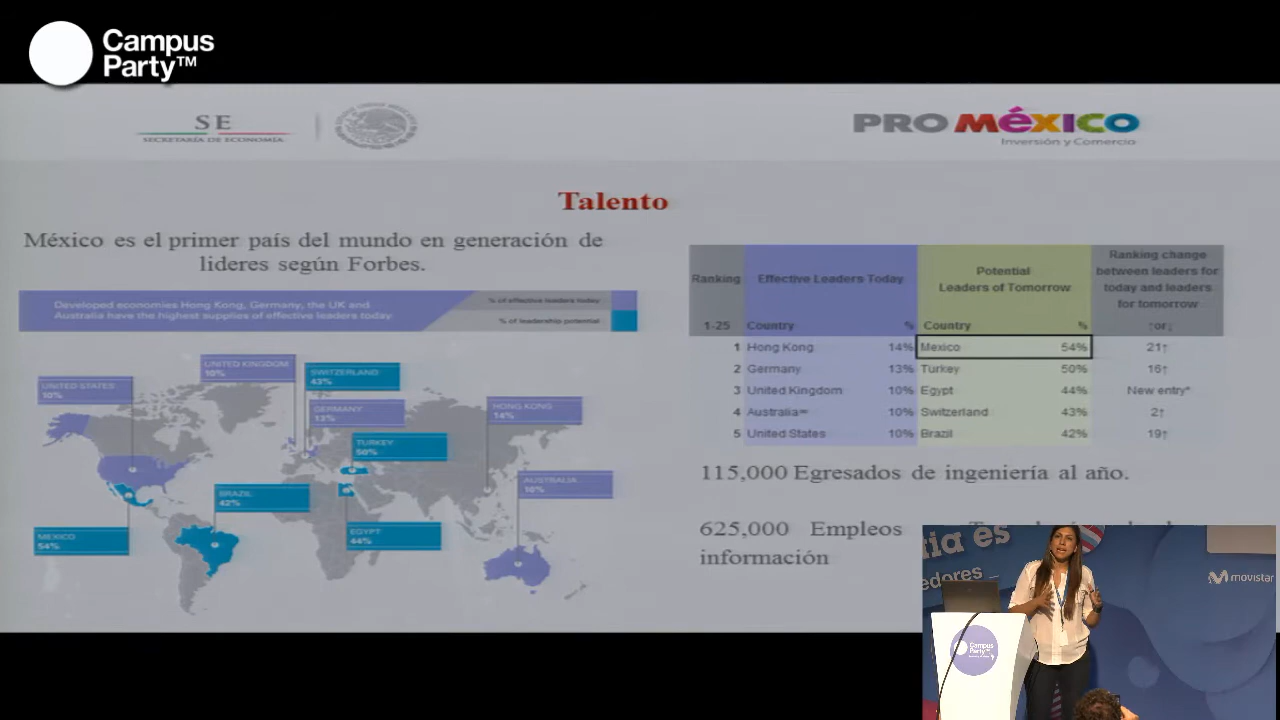 Campus
Party™
SE
SECRETARÍA DE ECONOMÍA
PRO MéXICO
Inversión y Comercio
Talento
México es el primer país del mundo en generación de
lideres según Forbes.
Developed economies Hong Kong, Germany, the UK and
Australia have the highest supplies of effective leaders today
% of effective leaders today
% of leadership potential
UNITED KINGDOM
10%
SWITZERLAND
43%
UNITED STATES
10%
GERMANY
13%
HONG KONG
14%
TURKEY
50%
AUSTRALIA
10%
BRAZIL
42%
MEXICO
54%
EGYPT
44%
Ranking Effective Leaders Today Potential Leaders of Tomorrow Ranking change between leaders for today and leaders for tomorrow
1-25 Country % Country % ↑or↓
1 Hong Kong 14% Mexico 54% 21↑
2 Germany 13% Turkey 50% 16↑
3 United Kingdom 10% Egypt 44% New entry*
4 Australia 10% Switzerland 43% 2↑
5 United States 10% Brazil 42% 19↑
115,000 Egresados de ingeniería al año.
625,000 Empleos
información
es
movistar
Campus
Party™